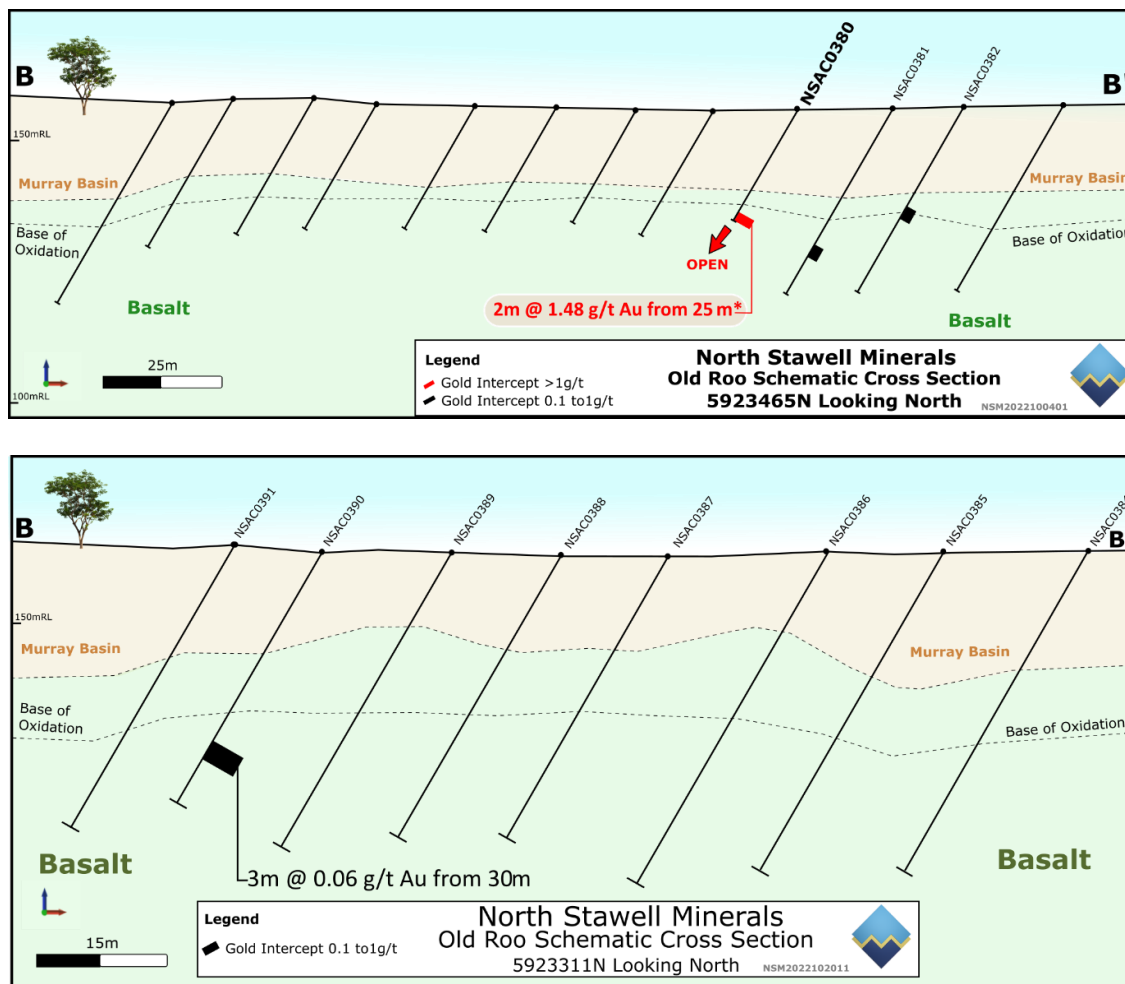 B
B'
NSAC0380
NSAC0381
NSAC0382
150mRL
Murray Basin
Murray Basin
Base of
Oxidation
Base of Oxidation
OPEN
Basalt
2m @ 1.48 g/t Au from 25 m*
Basalt
25m
100mRL
Legend
Gold Intercept >1g/t
Gold Intercept 0.1 to1g/t
North Stawell Minerals
Old Roo Schematic Cross Section
5923465N Looking North
NSM2022100401
B
NSAC0391
NSAC0390
NSAC0389
NSAC0388
NSAC0387
NSAC0386
NSAC0385
NSAC0384
B
150mRL
Murray Basin
Murray Basin
Base of
Oxidation
Base of Oxidation
Basalt
Basalt
3m @ 0.06 g/t Au from 30m
15m
Legend
Gold Intercept 0.1 to1g/t
North Stawell Minerals
Old Roo Schematic Cross Section
5923311N Looking North
NSM2022102011